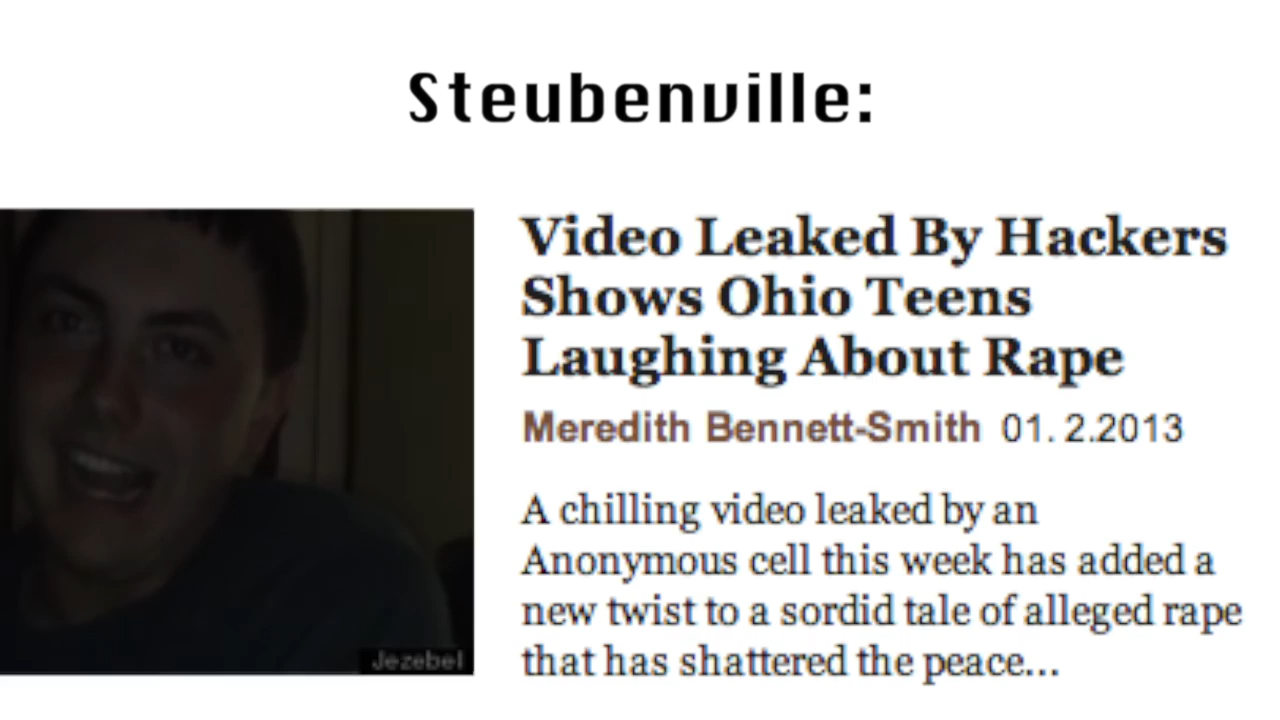 Steubenville:
Video Leaked By Hackers
Shows Ohio Teens
Laughing About Rape
Meredith Bennett-Smith 01. 2.2013
A chilling video leaked by an
Anonymous cell this week has added a
new twist to a sordid tale of alleged rape
that has shattered the peace...
Jezebel